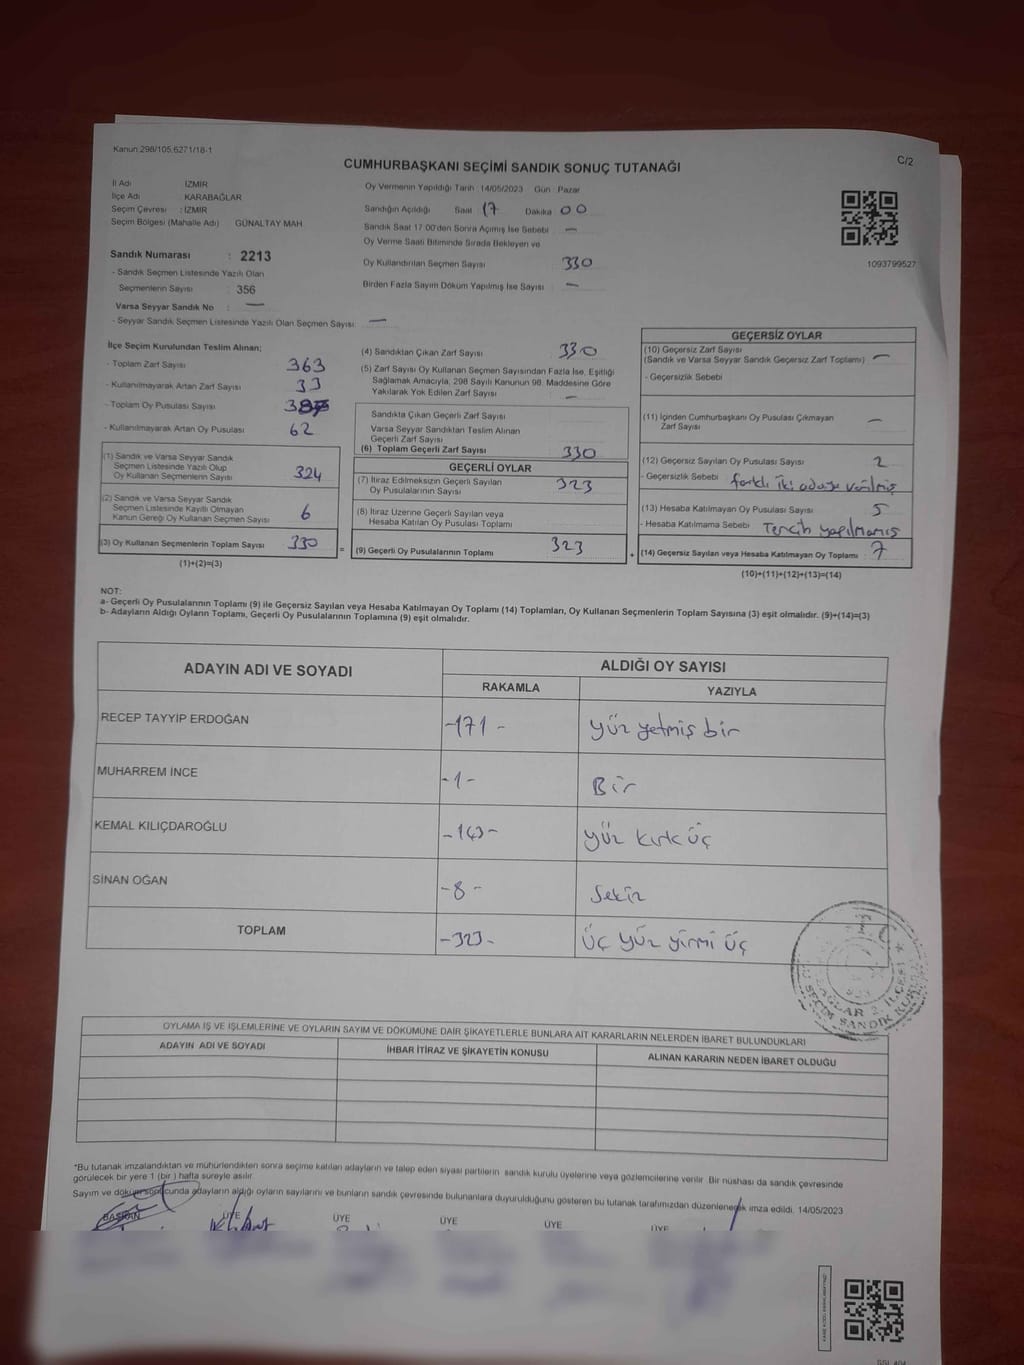 Kanun 298/105,6271/18-1
C/2
CUMHURBAŞKANI SEÇİMİ SANDIK SONUÇ TUTANAĞI
İl Adı İZMİR
İlçe Adı KARABAĞLAR
Seçim Çevresi : İZMİR
Seçim Bölgesi (Mahalle Adı) GÜNALTAY MAH
Sandık Numarası : 2213
- Sandık Seçmen Listesinde Yazılı Olan
Seçmenlerin Sayısı : 356
Varsa Seyyar Sandık No : —
- Seyyar Sandık Seçmen Listesinde Yazılı Olan Seçmen Sayısı: —
Oy Vermenin Yapıldığı Tarih : 14/05/2023 Gün : Pazar
Sandığın Açıldığı Saat 17 Dakika 00
Sandık Saat 17.00'den Sonra Açılmış İse Sebebi —
Oy Verme Saati Bitiminde Sırada Bekleyen ve
Oy Kullandırılan Seçmen Sayısı 330
Birden Fazla Sayım Döküm Yapılmış İse Sayısı : —
1093799527
İlçe Seçim Kurulundan Teslim Alınan;
- Toplam Zarf Sayısı 363
- Kullanılmayarak Artan Zarf Sayısı 33
- Toplam Oy Pusulası Sayısı
- Kullanılmayarak Artan Oy Pusulası 62
(1) Sandık ve Varsa Seyyar Sandık
Seçmen Listesinde Yazılı Olup
Oy Kullanan Seçmenlerin Sayısı 324
(2) Sandık ve Varsa Seyyar Sandık
Seçmen Listesinde Kayıtlı Olmayan
Kanun Gereği Oy Kullanan Seçmen Sayısı 6
(3) Oy Kullanan Seçmenlerin Toplam Sayısı 330
(1)+(2)=(3)
(4) Sandıktan Çıkan Zarf Sayısı 330
(5) Zarf Sayısı Oy Kullanan Seçmen Sayısından Fazla İse, Eşitliği
Sağlamak Amacıyla, 298 Sayılı Kanunun 98. Maddesine Göre
Yakılarak Yok Edilen Zarf Sayısı —
Sandıkta Çıkan Geçerli Zarf Sayısı
Varsa Seyyar Sandıktan Teslim Alınan
Geçerli Zarf Sayısı
(6) Toplam Geçerli Zarf Sayısı 330
GEÇERLİ OYLAR
(7) İtiraz Edilmeksizin Geçerli Sayılan
Oy Pusulalarının Sayısı 323
(8) İtiraz Üzerine Geçerli Sayılan veya
Hesaba Katılan Oy Pusulası Toplamı
= (9) Geçerli Oy Pusulalarının Toplamı 323 +
GEÇERSİZ OYLAR
(10) Geçersiz Zarf Sayısı
(Sandık ve Varsa Seyyar Sandık Geçersiz Zarf Toplamı) —
- Geçersizlik Sebebi
(11) İçinden Cumhurbaşkanı Oy Pusulası Çıkmayan
Zarf Sayısı —
(12) Geçersiz Sayılan Oy Pusulası Sayısı 2
- Geçersizlik Sebebi farklı iki adaya verilmiş
(13) Hesaba Katılmayan Oy Pusulası Sayısı 5
- Hesaba Katılmama Sebebi Tercih yapılmamış
(14) Geçersiz Sayılan veya Hesaba Katılmayan Oy Toplamı 7
(10)+(11)+(12)+(13)=(14)
NOT:
a- Geçerli Oy Pusulalarının Toplamı (9) ile Geçersiz Sayılan veya Hesaba Katılmayan Oy Toplamı (14) Toplamları, Oy Kullanan Seçmenlerin Toplam Sayısına (3) eşit olmalıdır. (9)+(14)=(3)
b- Adayların Aldığı Oyların Toplamı, Geçerli Oy Pusulalarının Toplamına (9) eşit olmalıdır.
ADAYIN ADI VE SOYADI ALDIĞI OY SAYISI
RAKAMLA YAZIYLA
RECEP TAYYİP ERDOĞAN -171- yüz yetmiş bir
MUHARREM İNCE -1- Bir
KEMAL KILIÇDAROĞLU -143- yüz kırk üç
SİNAN OĞAN -8- Sekiz
TOPLAM -323- üç yüz yirmi üç
OYLAMA İŞ VE İŞLEMLERİNE VE OYLARIN SAYIM VE DÖKÜMÜNE DAİR ŞİKAYETLERLE BUNLARA AİT KARARLARIN NELERDEN İBARET BULUNDUKLARI
ADAYIN ADI VE SOYADI İHBAR İTİRAZ VE ŞİKAYETİN KONUSU ALINAN KARARIN NEDEN İBARET OLDUĞU
*Bu tutanak imzalandıktan ve mühürlendikten sonra seçime katılan adayların ve talep eden siyasi partilerin sandık kurulu üyelerine veya gözlemcilerine verilir. Bir nüshası da sandık çevresinde
görülecek bir yere 1 (bir) hafta süreyle asılır.
Sayım ve döküm sonucunda adayların aldığı oyların sayılarını ve bunların sandık çevresinde bulunanlara duyurulduğunu gösteren bu tutanak tarafımızdan düzenlenerek imza edildi. 14/05/2023
BAŞKAN ÜYE ÜYE ÜYE ÜYE ÜYE